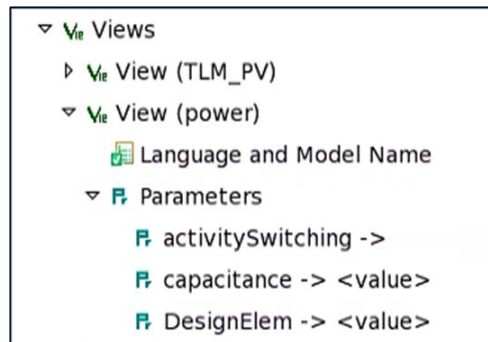 Views
View (TLM_PV)
View (power)
Language and Model Name
Parameters
activitySwitching ->
capacitance -> <value>
DesignElem -> <value>